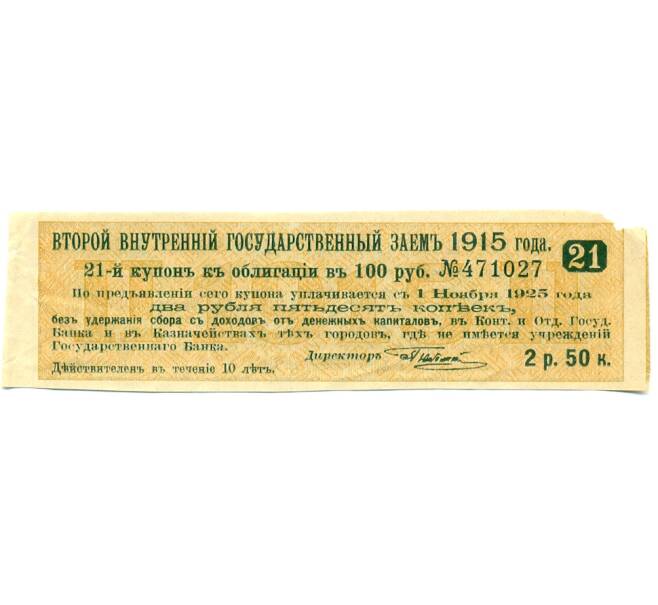 ВТОРОЙ ВНУТРЕННІЙ ГОСУДАРСТВЕННЫЙ ЗАЕМЪ 1915 года.
21
21-й купонъ къ облигаціи въ 100 руб. №471027
По предъявленіи сего купона уплачивается съ 1 Ноября 1925 года
два рубля пятьдесятъ копѣекъ,
безъ удержанія сбора съ доходовъ отъ денежныхъ капиталовъ, въ Конт. и Отд. Госуд.
Банка и въ Казначействахъ тѣхъ городовъ, гдѣ не имѣется учрежденій
Государственнаго Банка.
Директоръ
2 р. 50 к.
Дѣйствителенъ въ теченіе 10 лѣтъ.